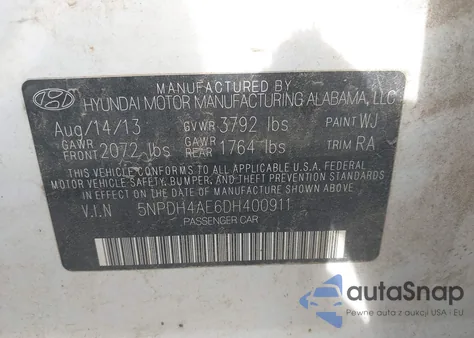 MANUFACTURED BY
HYUNDAI MOTOR MANUFACTURING ALABAMA, LLC
Aug/14/13 GVWR 3792 lbs PAINT WJ
GAWR FRONT 2072 lbs GAWR REAR 1764 lbs TRIM RA
THIS VEHICLE CONFORMS TO ALL APPLICABLE U.S.A. FEDERAL
MOTOR VEHICLE SAFETY, BUMPER, AND THEFT PREVENTION
STANDARDS IN EFFECT ON THE DATE OF MANUFACTURE SHOWN ABOVE.
V.I.N 5NPDH4AE6DH400911
PASSENGER CAR
autoSnap
Pewne auta z aukcji USA i EU